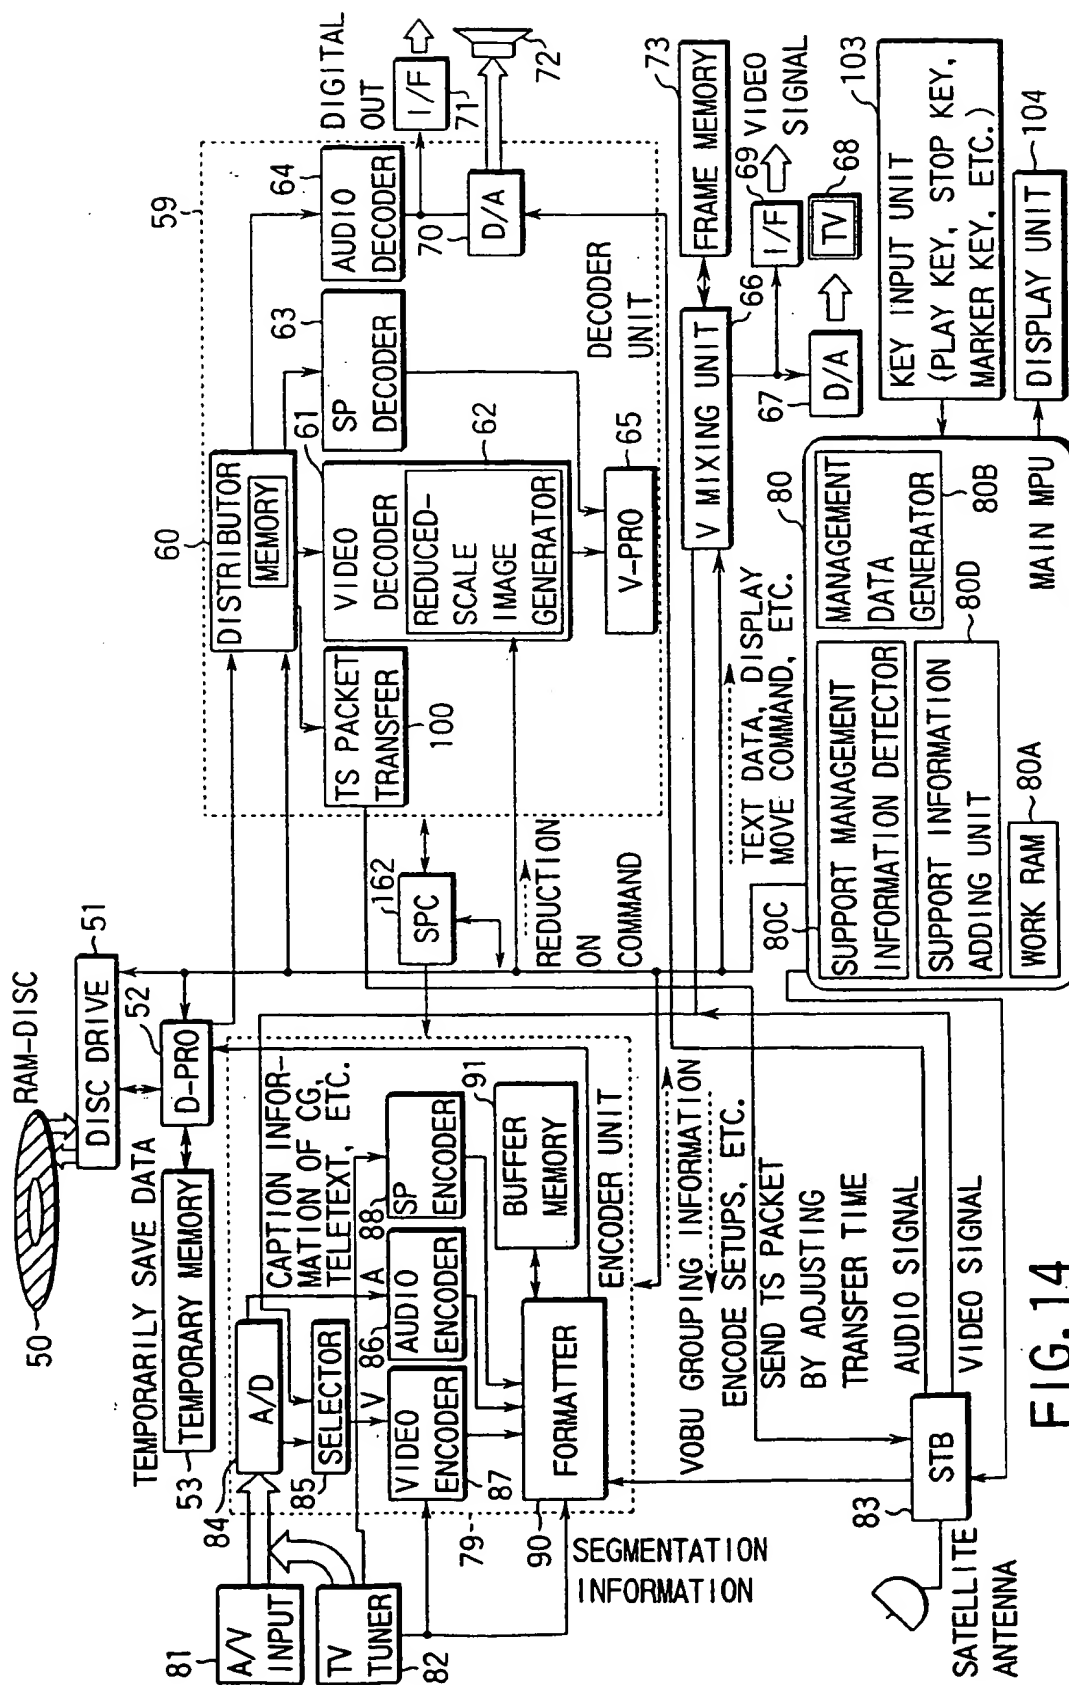 RAM-DISC
50
DISC DRIVE
51
TEMPORARILY SAVE DATA
TEMPORARY MEMORY
53
D-PRO
52
81
A/V
INPUT
TV
TUNER
82
84
A/D
CAPTION INFOR-
MATION OF CG,
TELETEXT, ETC.
SELECTOR
85
V
A
VIDEO
ENCODER
87
AUDIO
ENCODER
86
SP
ENCODER
88
BUFFER
MEMORY
91
FORMATTER
90
ENCODER UNIT
79
SEGMENTATION
INFORMATION
VOBU GROUPING INFORMATION
ENCODE SETUPS, ETC.
SEND TS PACKET
BY ADJUSTING
TRANSFER TIME
AUDIO SIGNAL
VIDEO SIGNAL
STB
83
SATELLITE
ANTENNA
SPC
162
REDUCTION
ON
COMMAND
59
60
DISTRIBUTOR
MEMORY
TS PACKET
TRANSFER
100
61
VIDEO
DECODER
REDUCED-
SCALE
IMAGE
GENERATOR
62
63
SP
DECODER
64
AUDIO
DECODER
V-PRO
65
70
D/A
DECODER
UNIT
DIGITAL
OUT
I/F
71
72
TEXT DATA, DISPLAY
MOVE COMMAND, ETC.
V MIXING UNIT
66
FRAME MEMORY
73
67
D/A
I/F
69
VIDEO
SIGNAL
TV
68
80
80C
SUPPORT MANAGEMENT
INFORMATION DETECTOR
MANAGEMENT
DATA
GENERATOR
80B
SUPPORT INFORMATION
ADDING UNIT
80D
WORK RAM
80A
MAIN MPU
KEY INPUT UNIT
(PLAY KEY, STOP KEY,
MARKER KEY, ETC.)
103
DISPLAY UNIT
104
FIG. 14